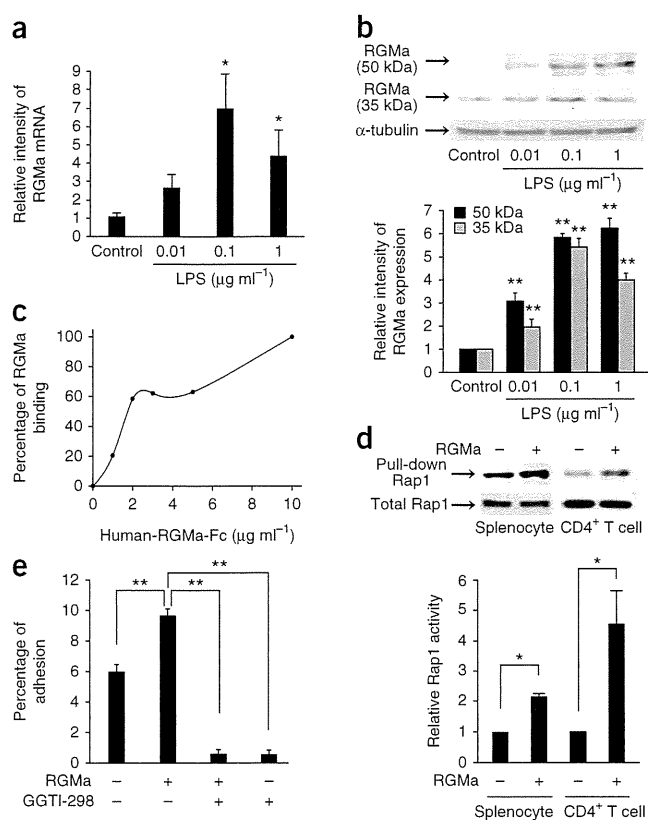 a
Relative intensity of
RGMa mRNA
9
8
7
6
5
4
3
2
1
0
*
*
Control 0.01 0.1 1
LPS (µg ml⁻¹)
b
RGMa
(50 kDa)
RGMa
(35 kDa)
α-tubulin
Control 0.01 0.1 1
LPS (µg ml⁻¹)
Relative intensity of
RGMa expression
7
6
5
4
3
2
1
0
50 kDa
35 kDa
** ** ** ** ** **
Control 0.01 0.1 1
LPS (µg ml⁻¹)
c
Percentage of RGMa
binding
100
80
60
40
20
0
0 2 4 6 8 10
Human-RGMa-Fc (µg ml⁻¹)
d
RGMa – + – +
Pull-down
Rap1
Total Rap1
Splenocyte CD4⁺ T cell
Relative Rap1 activity
6
5
4
3
2
1
0
*
*
RGMa – + – +
Splenocyte CD4⁺ T cell
e
Percentage of
adhesion
12
10
8
6
4
2
0
** ** **
RGMa – + + –
GGTI-298 – – + +